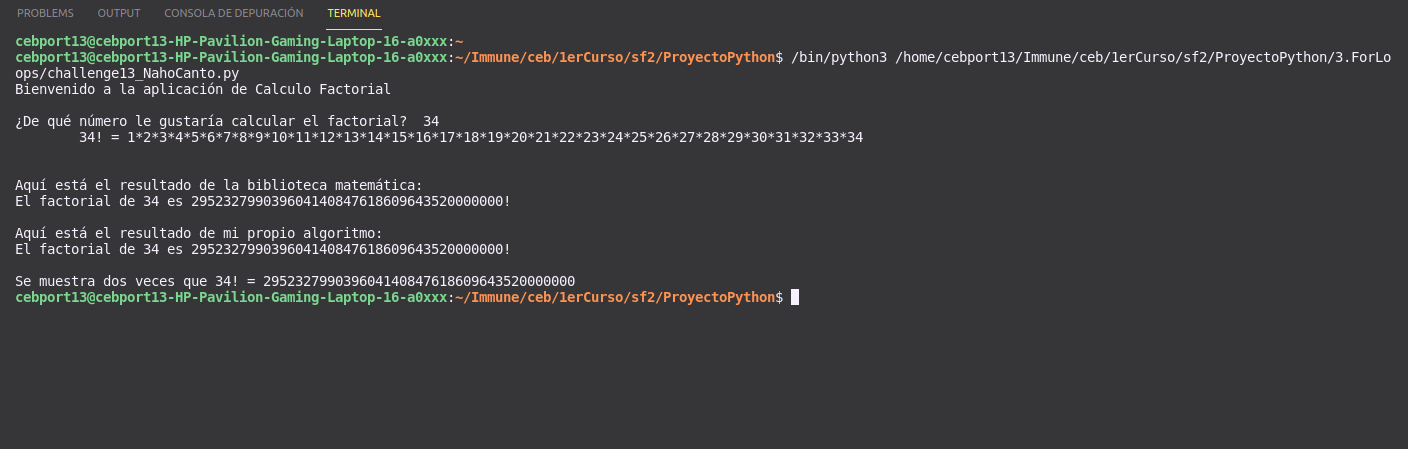 PROBLEMS OUTPUT CONSOLA DE DEPURACIÓN TERMINAL
cebport13@cebport13-HP-Pavilion-Gaming-Laptop-16-a0xxx:~
cebport13@cebport13-HP-Pavilion-Gaming-Laptop-16-a0xxx:~/Immune/ceb/1erCurso/sf2/ProyectoPython$ /bin/python3 /home/cebport13/Immune/ceb/1erCurso/sf2/ProyectoPython/3.ForLo
ops/challenge13_NahoCanto.py
Bienvenido a la aplicación de Calculo Factorial
¿De qué número le gustaría calcular el factorial?  34
34! = 1*2*3*4*5*6*7*8*9*10*11*12*13*14*15*16*17*18*19*20*21*22*23*24*25*26*27*28*29*30*31*32*33*34
Aquí está el resultado de la biblioteca matemática:
El factorial de 34 es 295232799039604140847618609643520000000!
Aquí está el resultado de mi propio algoritmo:
El factorial de 34 es 295232799039604140847618609643520000000!
Se muestra dos veces que 34! = 295232799039604140847618609643520000000
cebport13@cebport13-HP-Pavilion-Gaming-Laptop-16-a0xxx:~/Immune/ceb/1erCurso/sf2/ProyectoPython$